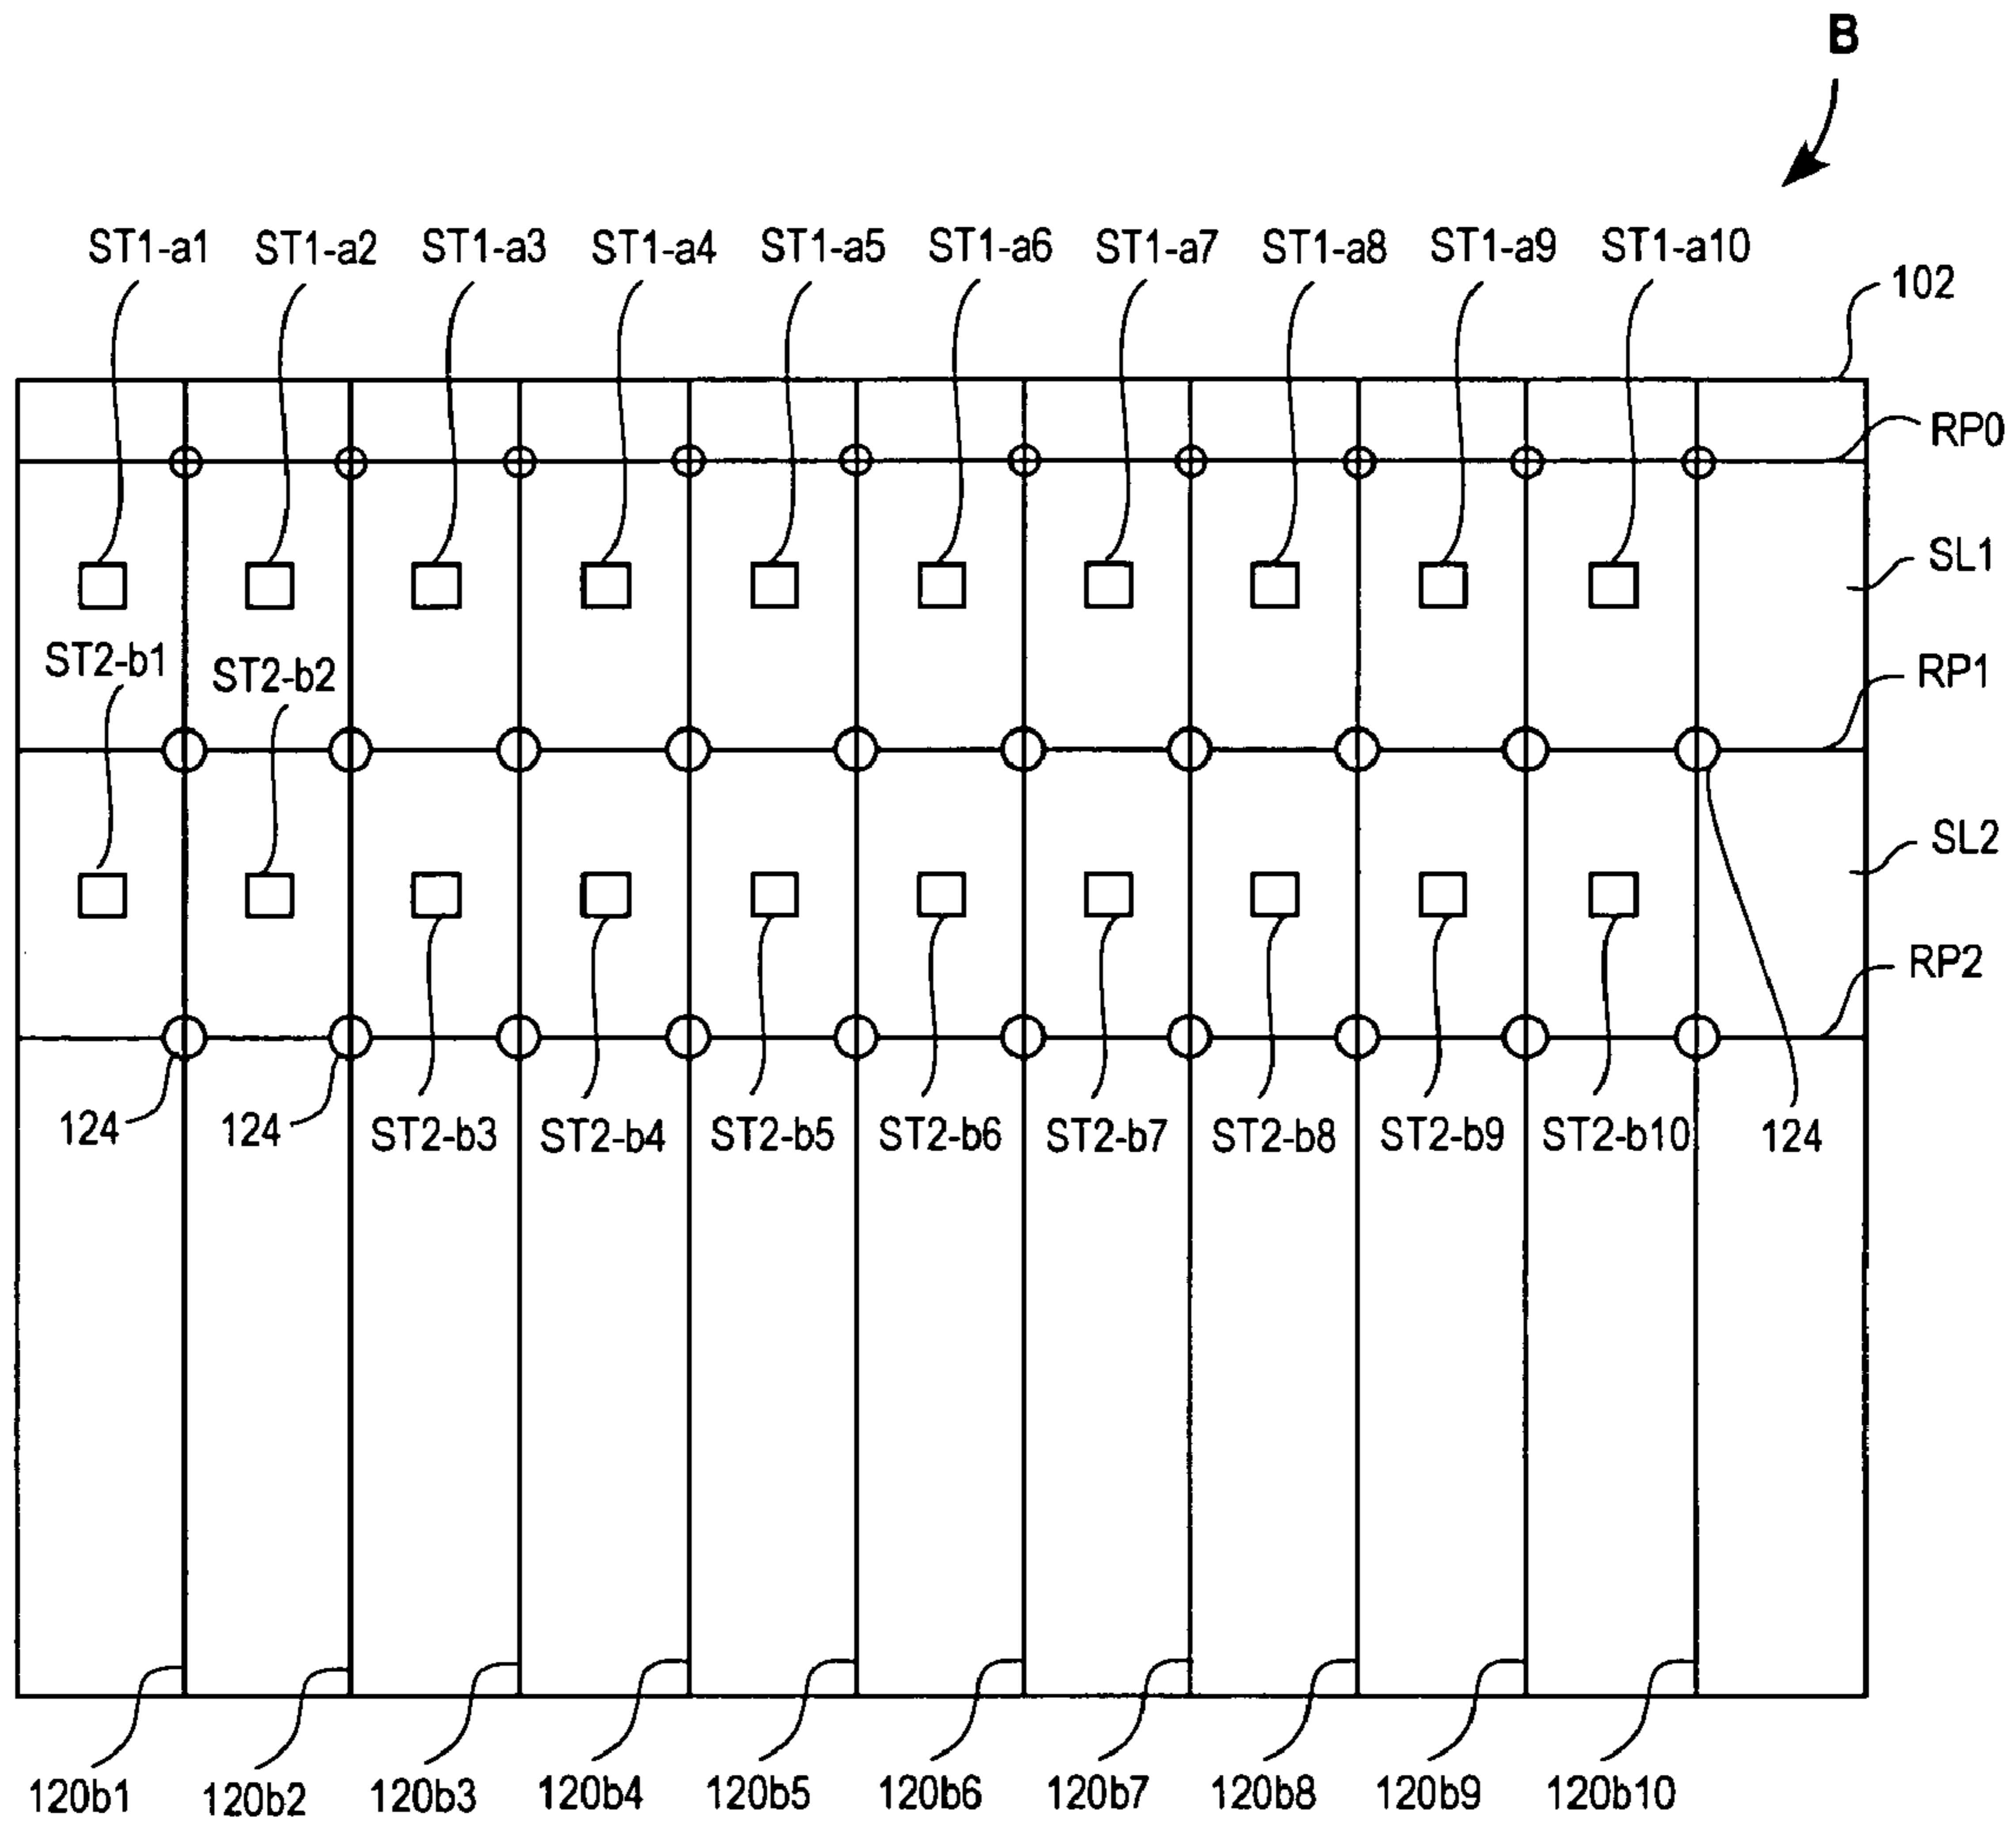 B
ST1-a1 ST1-a2 ST1-a3 ST1-a4 ST1-a5 ST1-a6 ST1-a7 ST1-a8 ST1-a9 ST1-a10
102
RP0
SL1
ST2-b1 ST2-b2
RP1
SL2
RP2
124 124 ST2-b3 ST2-b4 ST2-b5 ST2-b6 ST2-b7 ST2-b8 ST2-b9 ST2-b10 124
120b1 120b2 120b3 120b4 120b5 120b6 120b7 120b8 120b9 120b10